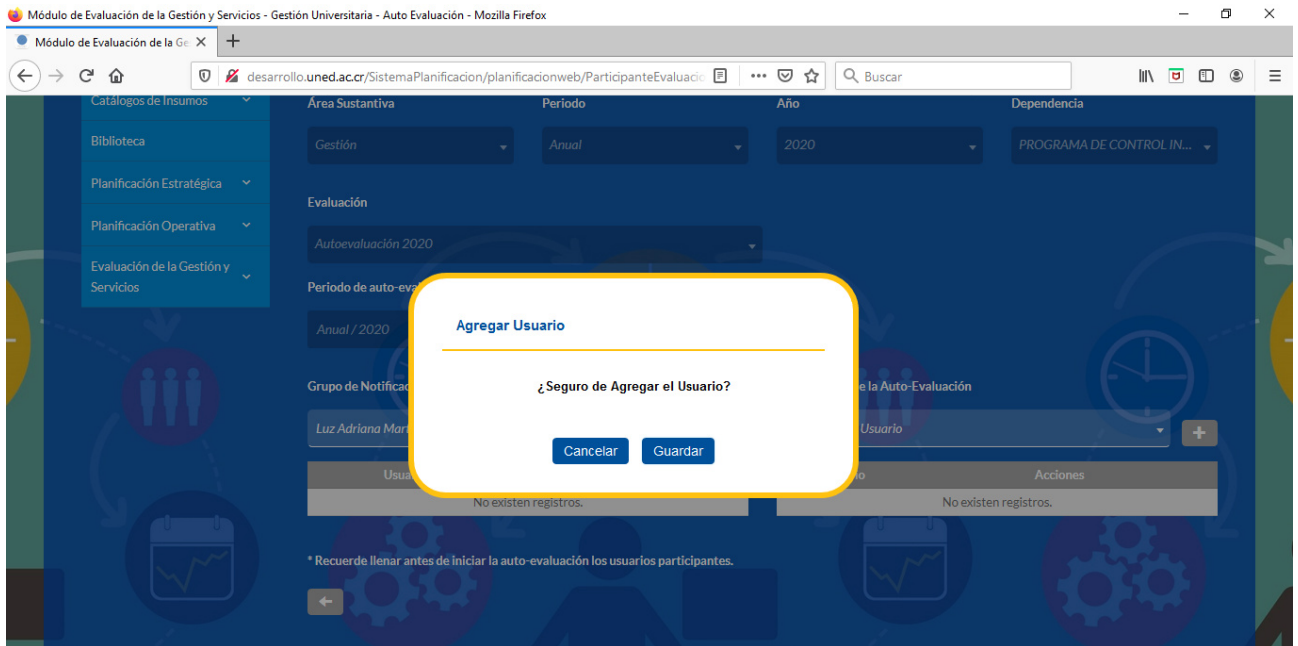 Módulo de Evaluación de la Gestión y Servicios - Gestión Universitaria - Auto Evaluación - Mozilla Firefox
Módulo de Evaluación de la Ge
desarrollo.uned.ac.cr/SistemaPlanificacion/planificacionweb/ParticipanteEvaluacio
Buscar
Catálogos de Insumos
Biblioteca
Planificación Estratégica
Planificación Operativa
Evaluación de la Gestión y
Servicios
Área Sustantiva Periodo Año Dependencia
Gestión Anual 2020 PROGRAMA DE CONTROL IN...
Evaluación
Autoevaluación 2020
Periodo de auto-eva
Anual / 2020
Agregar Usuario
¿Seguro de Agregar el Usuario?
Cancelar Guardar
Grupo de Notificac e la Auto-Evaluación
Luz Adriana Mar Usuario
Usua io Acciones
No existen registros. No existen registros.
* Recuerde llenar antes de iniciar la auto-evaluación los usuarios participantes.